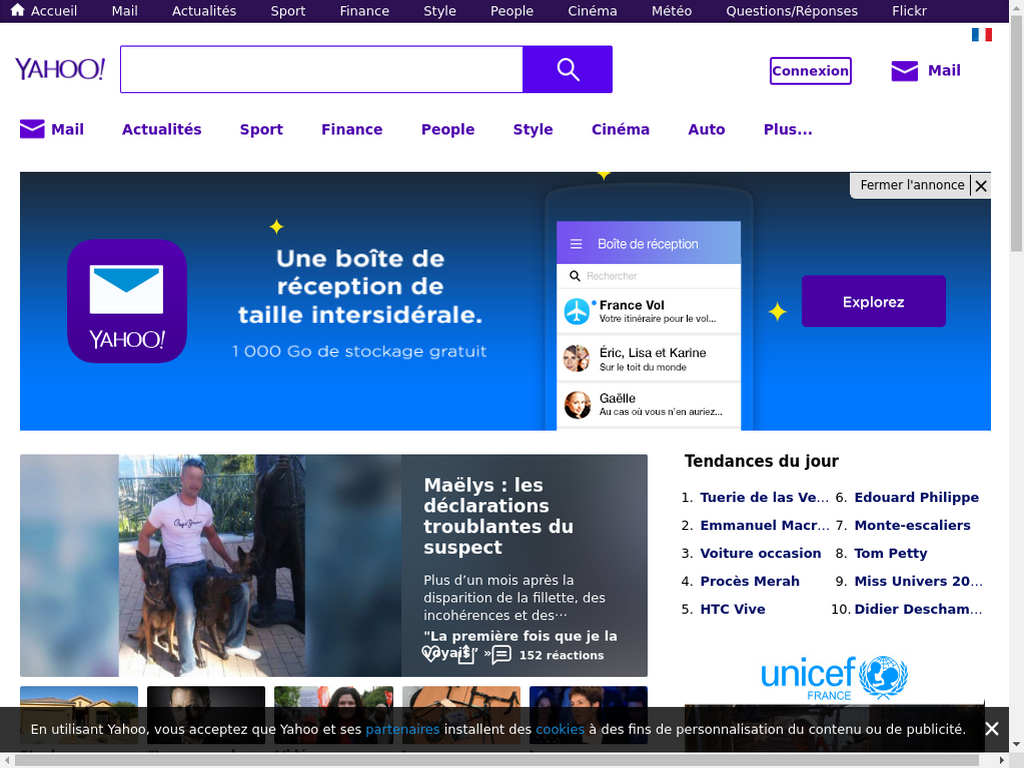 Accueil Mail Actualités Sport Finance Style People Cinéma Météo Questions/Réponses Flickr
YAHOO!
Connexion Mail
Mail Actualités Sport Finance People Style Cinéma Auto Plus...
Fermer l'annonce
Une boîte de
réception de
taille intersidérale.
1 000 Go de stockage gratuit
YAHOO!
Boîte de réception
Rechercher
France Vol
Votre itinéraire pour le vol...
Éric, Lisa et Karine
Sur le toit du monde
Gaëlle
Au cas où vous n'en auriez...
Explorez
Maëlys : les
déclarations
troublantes du
suspect
Plus d'un mois après la
disparition de la fillette, des
incohérences et des...
"La première fois que je la
voyais" »
152 réactions
Tendances du jour
1. Tuerie de las Ve...
2. Emmanuel Macr...
3. Voiture occasion
4. Procès Merah
5. HTC Vive
6. Edouard Philippe
7. Monte-escaliers
8. Tom Petty
9. Miss Univers 20...
10. Didier Descham...
unicef
FRANCE
En utilisant Yahoo, vous acceptez que Yahoo et ses partenaires installent des cookies à des fins de personnalisation du contenu ou de publicité.